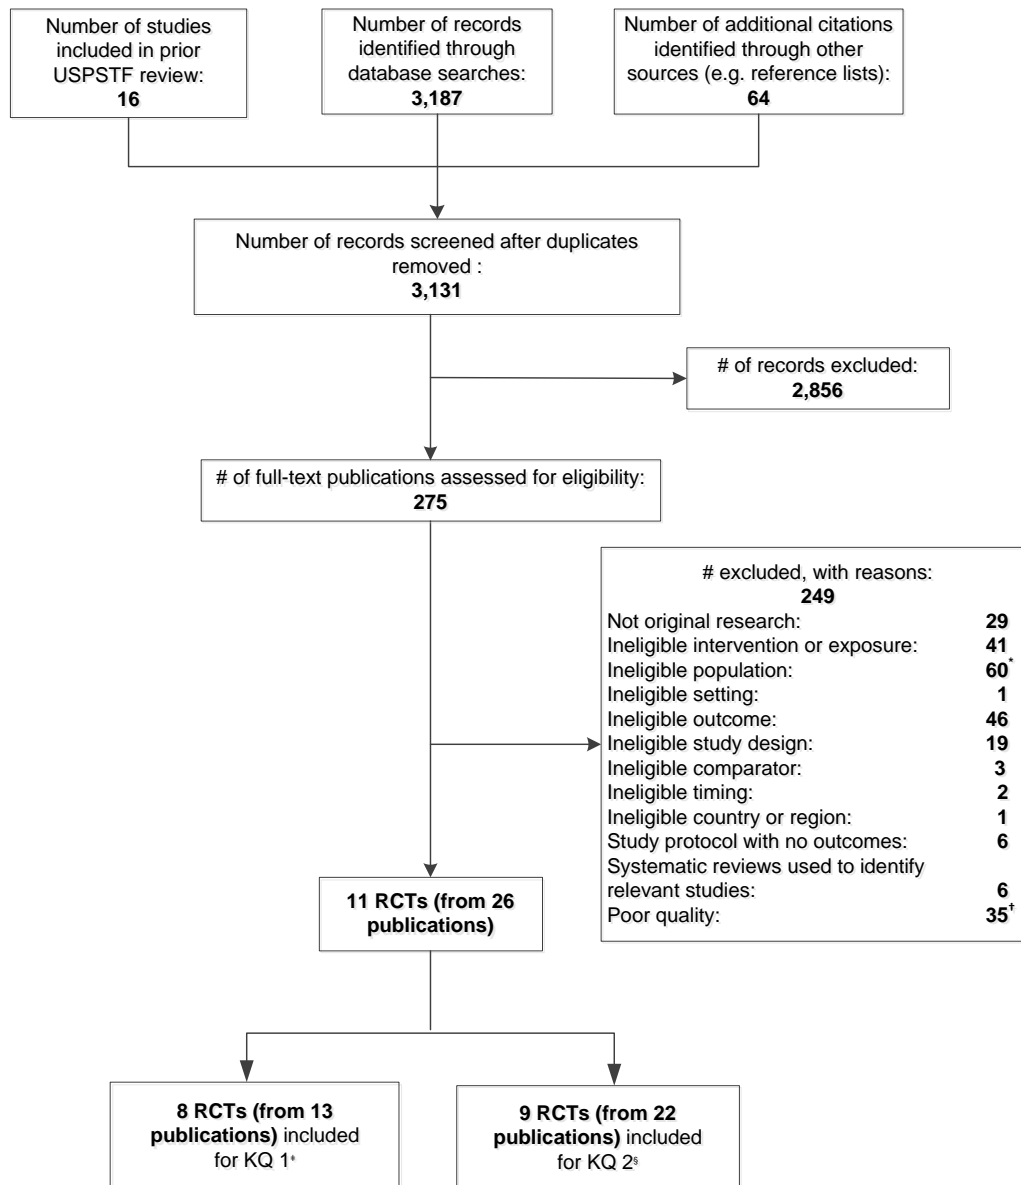 Number of studies
included in prior
USPSTF review:
16
Number of records
identified through
database searches:
3,187
Number of additional citations
identified through other
sources (e.g. reference lists):
64
Number of records screened after duplicates
removed :
3,131
# of records excluded:
2,856
# of full-text publications assessed for eligibility:
275
# excluded, with reasons:
249
Not original research: 29
Ineligible intervention or exposure: 41
Ineligible population: 60*
Ineligible setting: 1
Ineligible outcome: 46
Ineligible study design: 19
Ineligible comparator: 3
Ineligible timing: 2
Ineligible country or region: 1
Study protocol with no outcomes: 6
Systematic reviews used to identify
relevant studies: 6
Poor quality: 35†
11 RCTs (from 26
publications)
8 RCTs (from 13
publications) included
for KQ 1‡
9 RCTs (from 22
publications) included
for KQ 2§